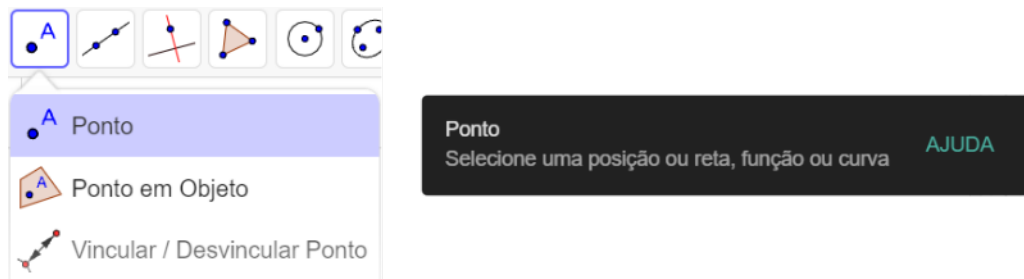 A
A Ponto
A Ponto em Objeto
Vincular / Desvincular Ponto
Ponto
Selecione uma posição ou reta, função ou curva
AJUDA